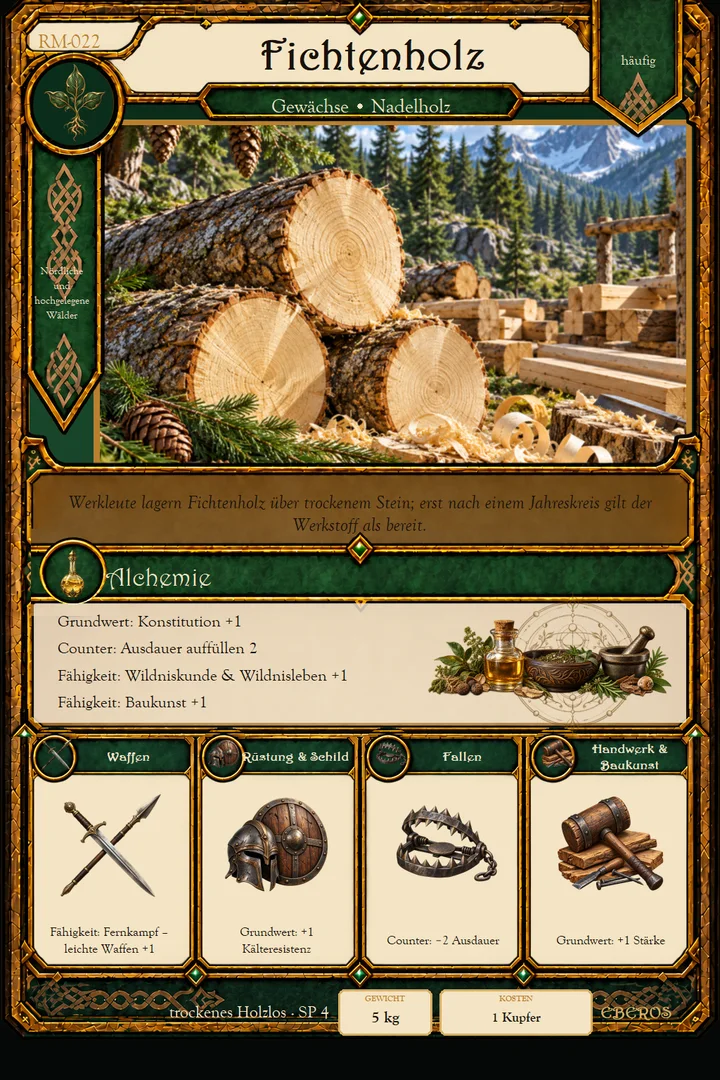 RM-022
Fichtenholz
häufig
Gewächse • Nadelholz
Nördliche
und
hochgelegene
Wälder
Werkleute lagern Fichtenholz über trockenem Stein; erst nach einem Jahreskreis gilt der
Werkstoff als bereit.
Alchemie
Grundwert: Konstitution +1
Counter: Ausdauer auffüllen 2
Fähigkeit: Wildniskunde & Wildnisleben +1
Fähigkeit: Baukunst +1
Waffen
Rüstung & Schild
Fallen
Handwerk &
Baukunst
Fähigkeit: Fernkampf –
leichte Waffen +1
Grundwert: +1
Kälteresistenz
Counter: −2 Ausdauer
Grundwert: +1 Stärke
trockenes Holzlos · SP 4
GEWICHT
5 kg
KOSTEN
1 Kupfer
EBEROS